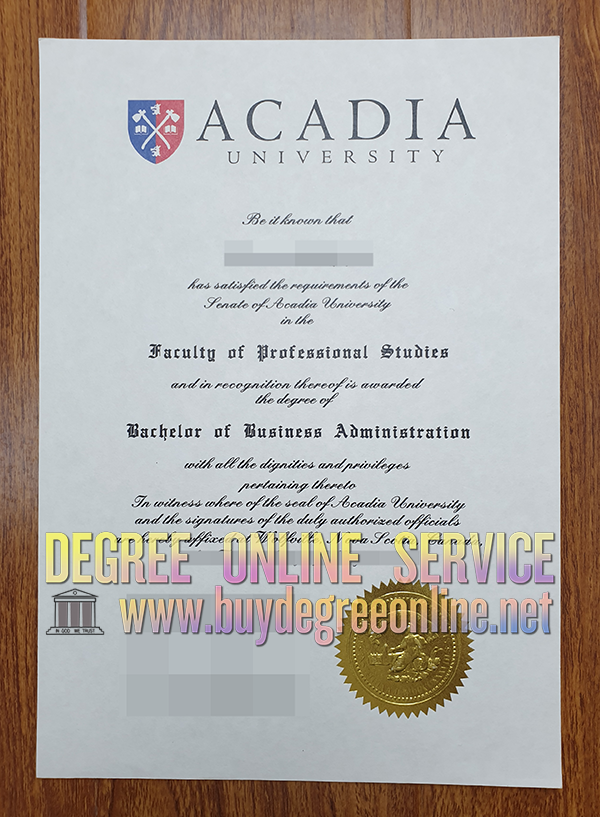 ACADIA
UNIVERSITY
Be it known that
has satisfied the requirements of the
Senate of Acadia University
in the
Faculty of Professional Studies
and in recognition thereof is awarded
the degree of
Bachelor of Business Administration
with all the dignities and privileges
pertaining thereto
In witness where of the seal of Acadia University
and the signatures of the duly authorized officials
DEGREE ONLINE SERVICE
IN GOD WE TRUST
www.buydegreeonline.net